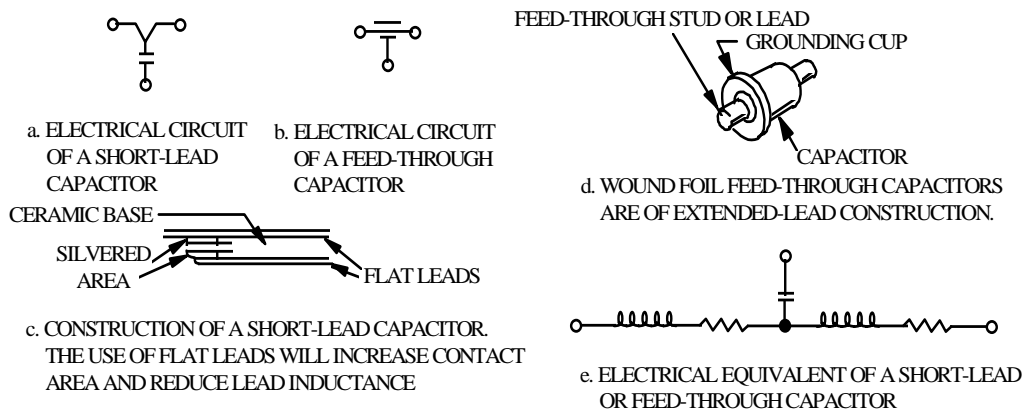 FEED-THROUGH STUD OR LEAD
GROUNDING CUP
CAPACITOR
a. ELECTRICAL CIRCUIT
OF A SHORT-LEAD
CAPACITOR
b. ELECTRICAL CIRCUIT
OF A FEED-THROUGH
CAPACITOR
d. WOUND FOIL FEED-THROUGH CAPACITORS
ARE OF EXTENDED-LEAD CONSTRUCTION.
CERAMIC BASE
SILVERED
AREA
FLAT LEADS
c. CONSTRUCTION OF A SHORT-LEAD CAPACITOR.
THE USE OF FLAT LEADS WILL INCREASE CONTACT
AREA AND REDUCE LEAD INDUCTANCE
e. ELECTRICAL EQUIVALENT OF A SHORT-LEAD
OR FEED-THROUGH CAPACITOR